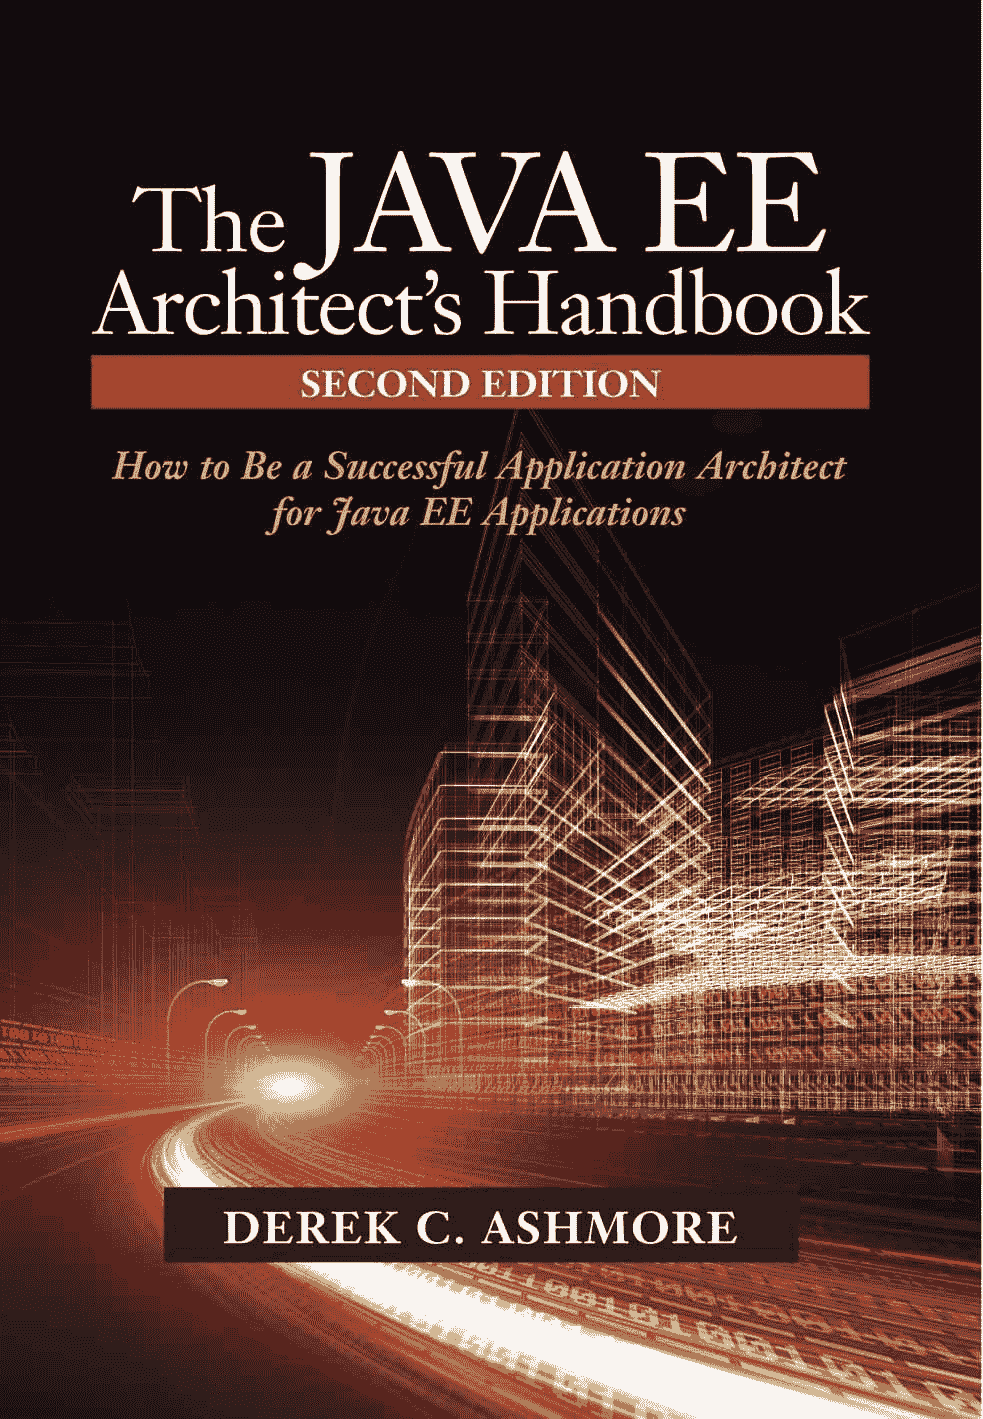 The JAVA EE
Architect's Handbook
SECOND EDITION
How to Be a Successful Application Architect
for Java EE Applications
DEREK C. ASHMORE